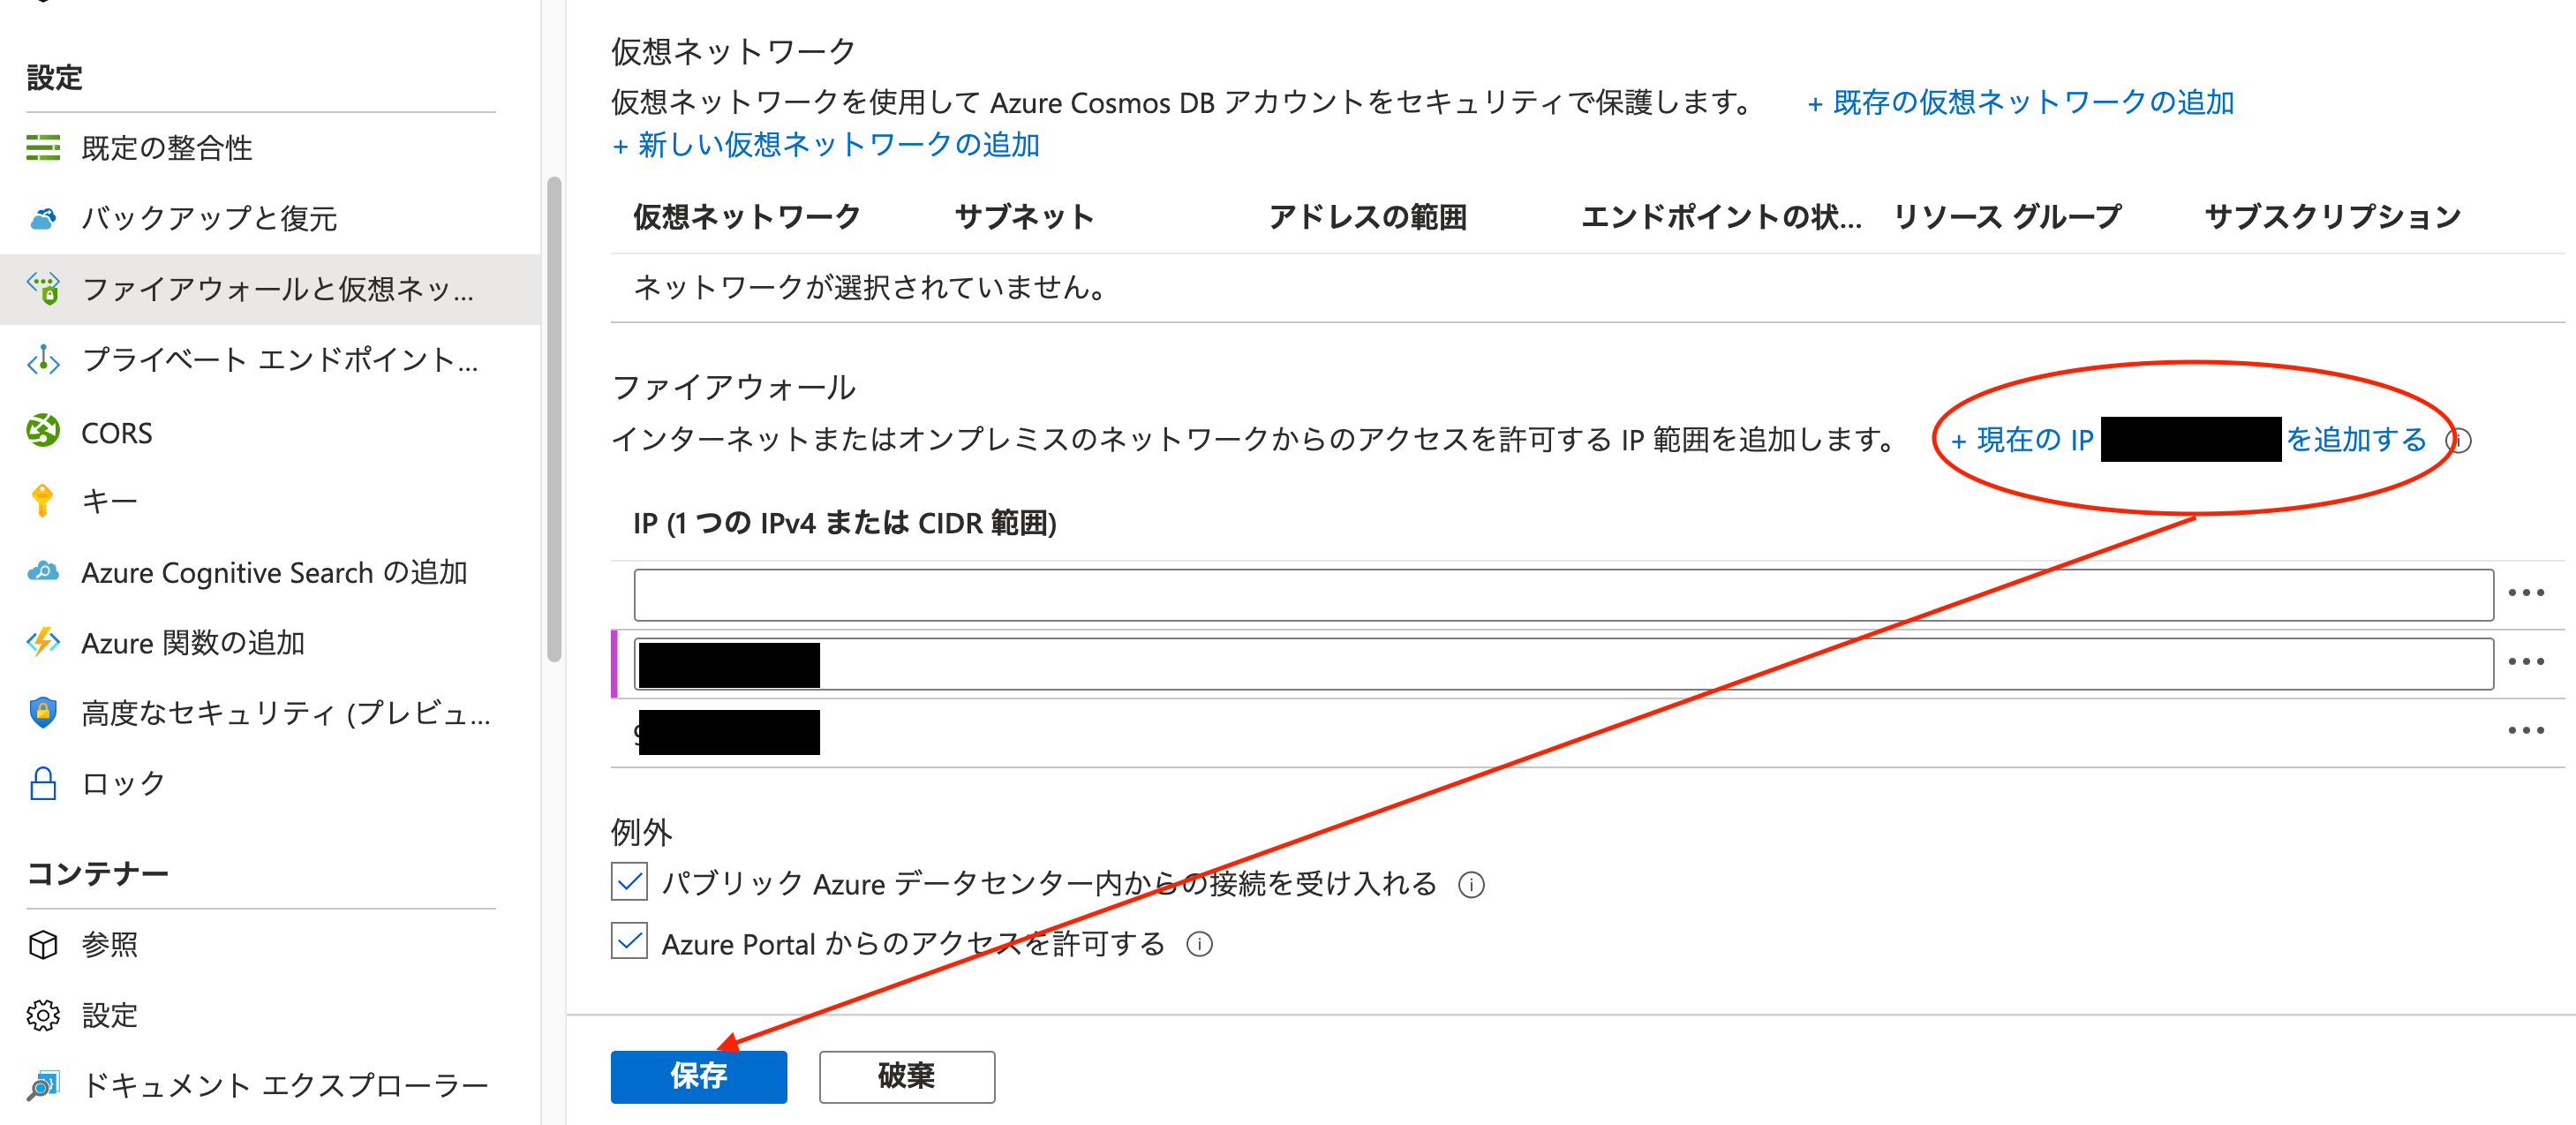 設定
既定の整合性
バックアップと復元
ファイアウォールと仮想ネッ...
プライベート エンドポイント...
CORS
キー
Azure Cognitive Search の追加
Azure 関数の追加
高度なセキュリティ (プレビュ...
ロック
コンテナー
参照
設定
ドキュメント エクスプローラー
仮想ネットワーク
仮想ネットワークを使用して Azure Cosmos DB アカウントをセキュリティで保護します。 + 既存の仮想ネットワークの追加
+ 新しい仮想ネットワークの追加
仮想ネットワーク サブネット アドレスの範囲 エンドポイントの状... リソース グループ サブスクリプション
ネットワークが選択されていません。
ファイアウォール
インターネットまたはオンプレミスのネットワークからのアクセスを許可する IP 範囲を追加します。 + 現在の IP を追加する
IP (1 つの IPv4 または CIDR 範囲)
例外
パブリック Azure データセンター内からの接続を受け入れる
Azure Portal からのアクセスを許可する
保存 破棄